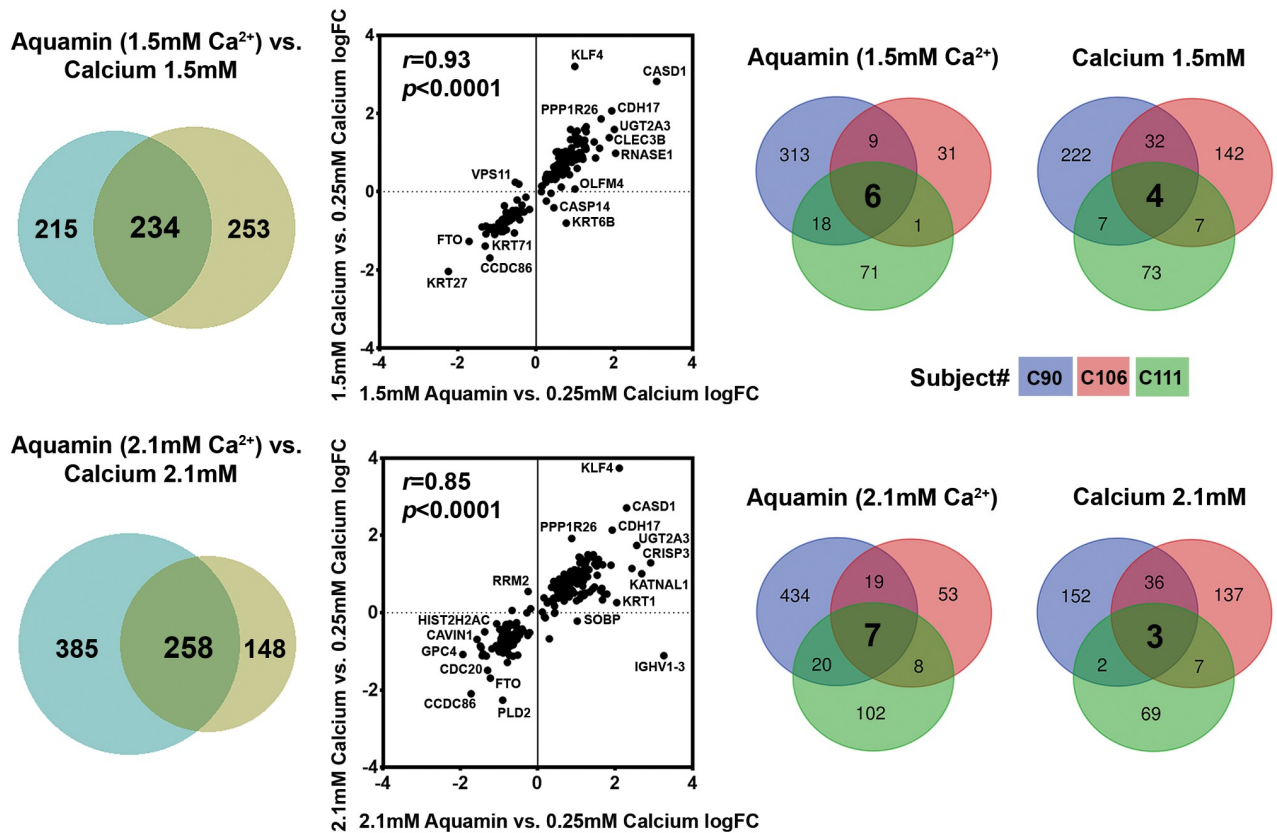 Aquamin (1.5mM Ca²⁺) vs.
Calcium 1.5mM
215
234
253
1.5mM Calcium vs. 0.25mM Calcium logFC
4
2
0
-2
-4
r=0.93
p<0.0001
KLF4
CASD1
PPP1R26
CDH17
UGT2A3
CLEC3B
RNASE1
VPS11
OLFM4
CASP14
KRT6B
FTO
KRT71
CCDC86
KRT27
-4
-2
0
2
4
1.5mM Aquamin vs. 0.25mM Calcium logFC
Aquamin (1.5mM Ca²⁺)
313
9
31
6
18
1
71
Calcium 1.5mM
222
32
142
4
7
7
73
Subject# C90 C106 C111
Aquamin (2.1mM Ca²⁺) vs.
Calcium 2.1mM
385
258
148
2.1mM Calcium vs. 0.25mM Calcium logFC
4
2
0
-2
-4
r=0.85
p<0.0001
KLF4
CASD1
PPP1R26
CDH17
UGT2A3
CRISP3
KATNAL1
RRM2
KRT1
HIST2H2AC
SOBP
CAVIN1
GPC4
IGHV1-3
CDC20
FTO
CCDC86
PLD2
-4
-2
0
2
4
2.1mM Aquamin vs. 0.25mM Calcium logFC
Aquamin (2.1mM Ca²⁺)
434
19
53
7
20
8
102
Calcium 2.1mM
152
36
137
3
2
7
69